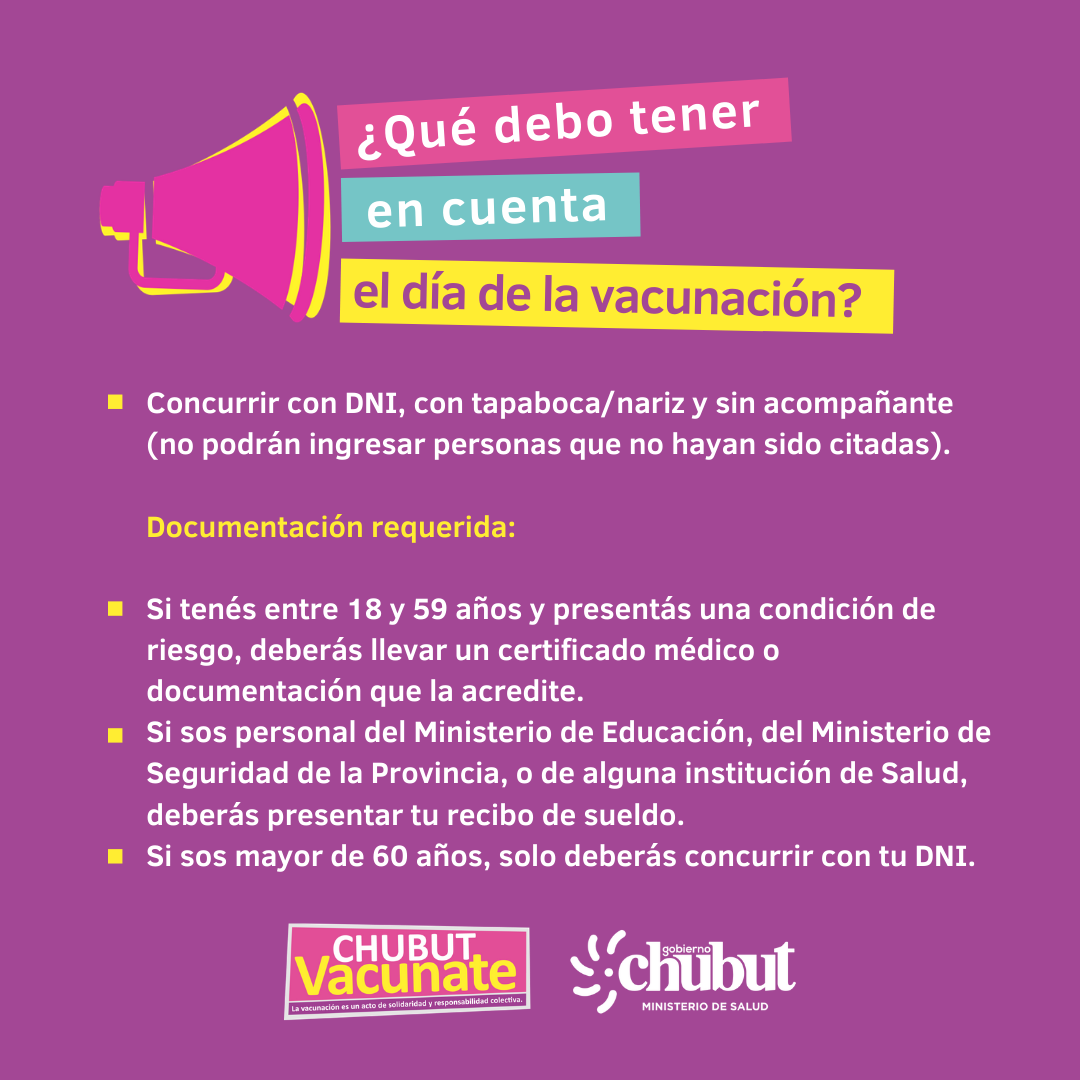 ¿Qué debo tener
en cuenta
el día de la vacunación?
Concurrir con DNI, con tapaboca/nariz y sin acompañante
(no podrán ingresar personas que no hayan sido citadas).
Documentación requerida:
Si tenés entre 18 y 59 años y presentás una condición de
riesgo, deberás llevar un certificado médico o
documentación que la acredite.
Si sos personal del Ministerio de Educación, del Ministerio de
Seguridad de la Provincia, o de alguna institución de Salud,
deberás presentar tu recibo de sueldo.
Si sos mayor de 60 años, solo deberás concurrir con tu DNI.
CHUBUT
Vacunate
La vacunación es un acto de solidaridad y responsabilidad colectiva.
gobierno
chubut
MINISTERIO DE SALUD